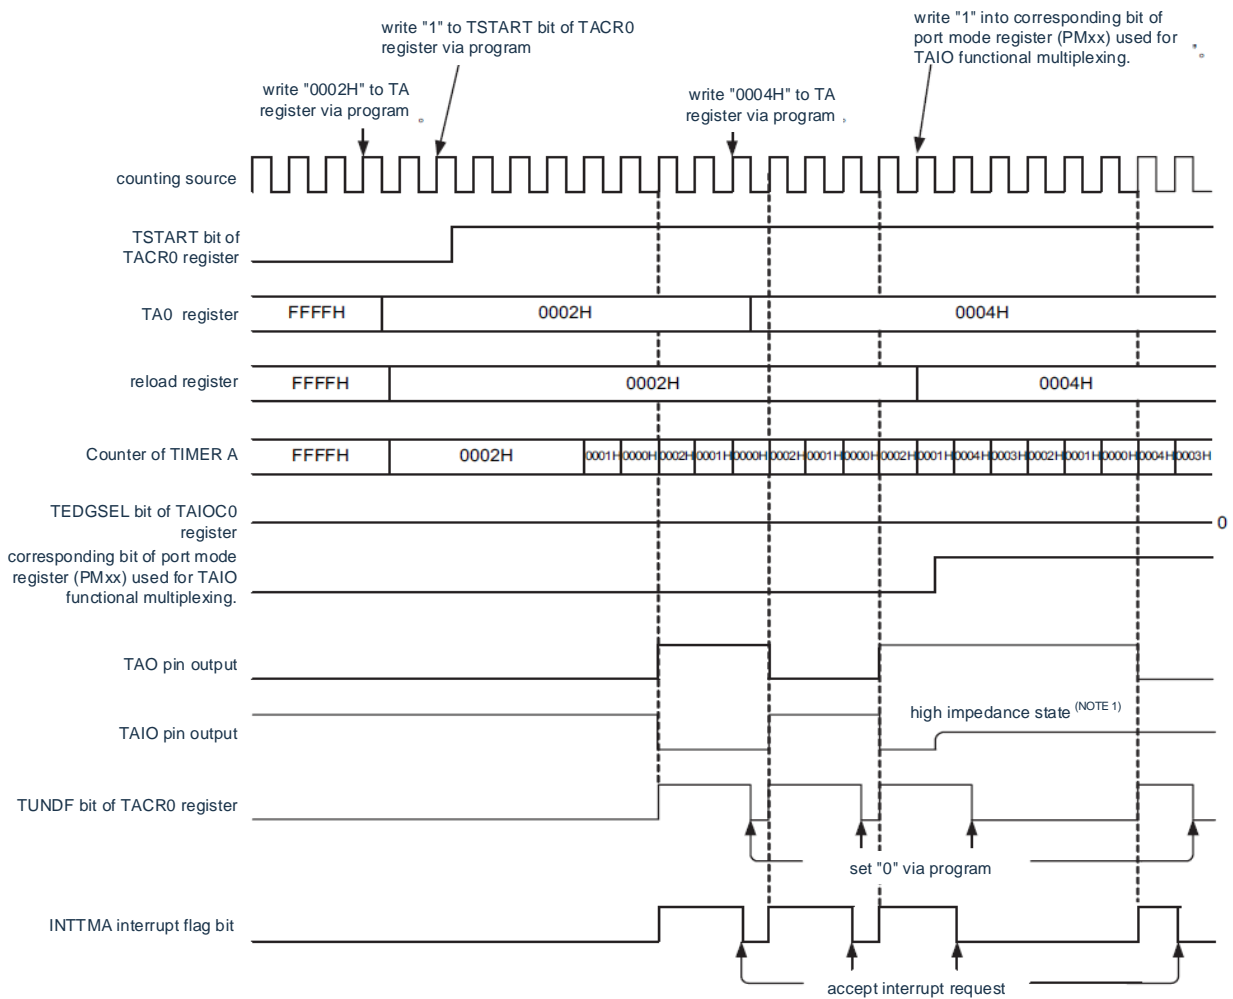 write "1" to TSTART bit of TACR0
register via program
write "1" into corresponding bit of
port mode register (PMxx) used for
TAIO functional multiplexing.
write "0002H" to TA
register via program
write "0004H" to TA
register via program
counting source
TSTART bit of
TACR0 register
TA0 register
FFFFH 0002H 0004H
reload register
FFFFH 0002H 0004H
Counter of TIMER A
FFFFH 0002H 0001H 0000H 0002H 0001H 0000H 0002H 0001H 0000H 0002H 0001H 0004H 0003H 0002H 0001H 0000H 0004H 0003H
TEDGSEL bit of TAIOC0
register
0
corresponding bit of port mode
register (PMxx) used for TAIO
functional multiplexing.
TAO pin output
TAIO pin output
high impedance state (NOTE 1)
TUNDF bit of TACR0 register
set "0" via program
INTTMA interrupt flag bit
accept interrupt request